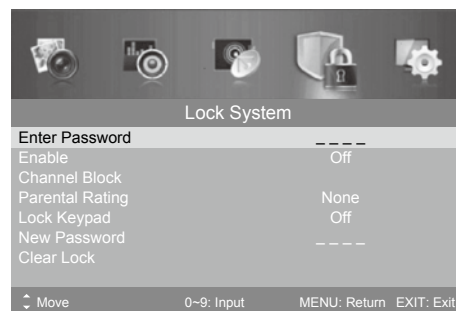 Lock System
Enter Password _ _ _ _
Enable Off
Channel Block
Parental Rating None
Lock Keypad Off
New Password _ _ _ _
Clear Lock
Move 0~9: Input MENU: Return EXIT: Exit